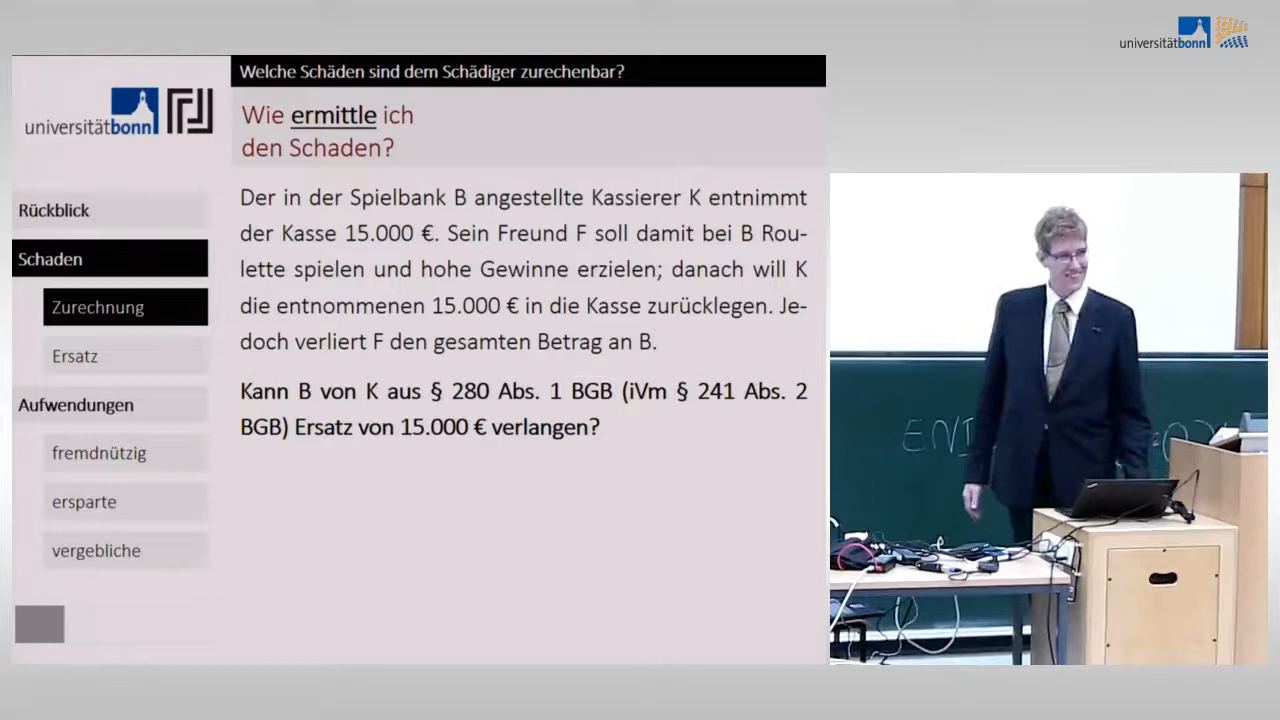 universitätbonn
Welche Schäden sind dem Schädiger zurechenbar?
universitätbonn
Wie ermittle ich
den Schaden?
Rückblick
Schaden
Zurechnung
Ersatz
Aufwendungen
fremdnützig
ersparte
vergebliche
Der in der Spielbank B angestellte Kassierer K entnimmt
der Kasse 15.000 €. Sein Freund F soll damit bei B Rou-
lette spielen und hohe Gewinne erzielen; danach will K
die entnommenen 15.000 € in die Kasse zurücklegen. Je-
doch verliert F den gesamten Betrag an B.
Kann B von K aus § 280 Abs. 1 BGB (iVm § 241 Abs. 2
BGB) Ersatz von 15.000 € verlangen?